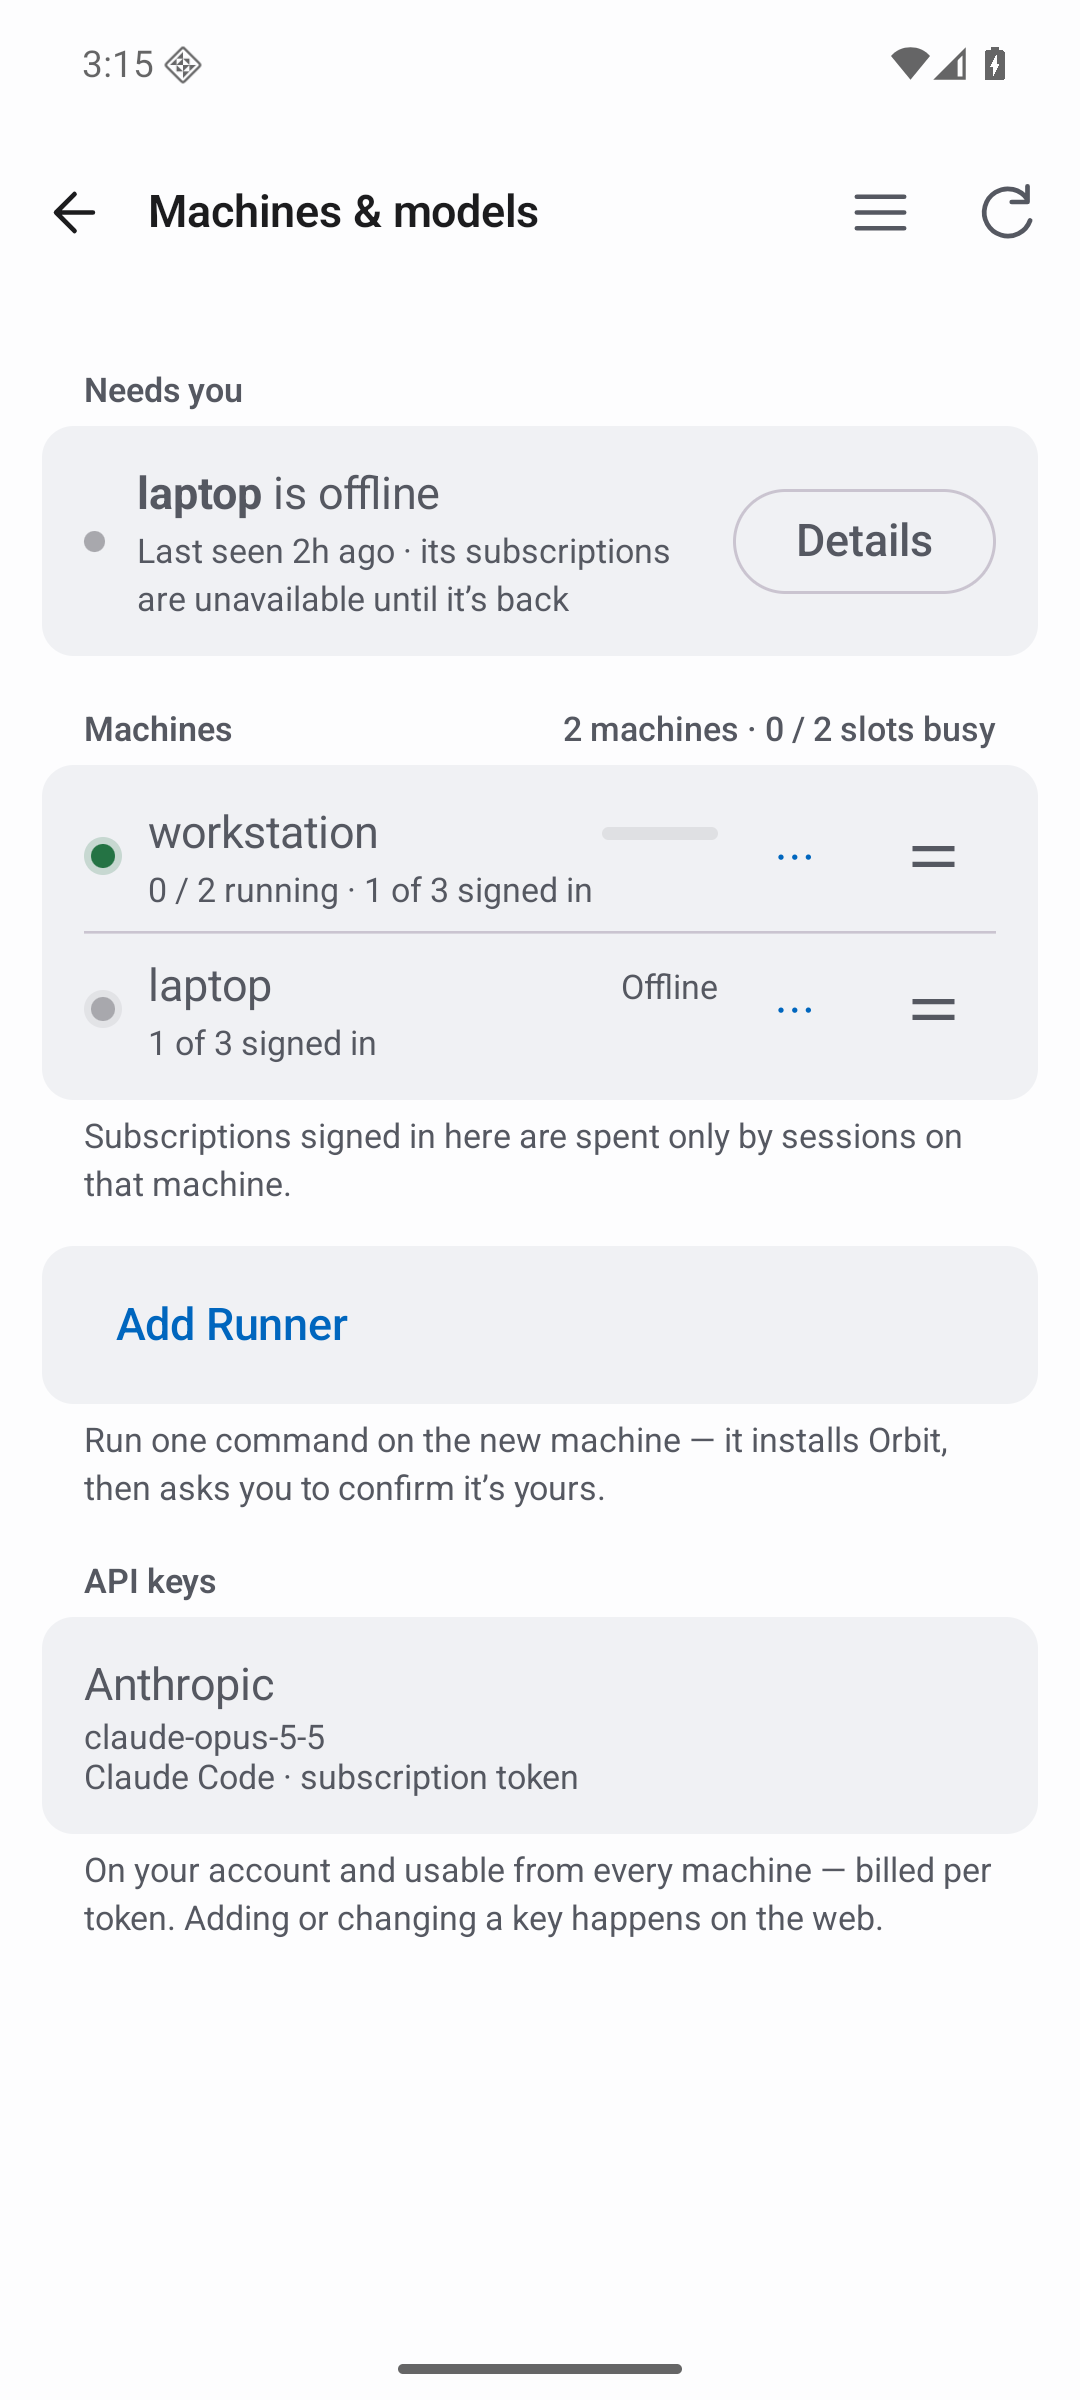 3:15
Machines & models
Needs you
laptop is offline
Last seen 2h ago · its subscriptions
are unavailable until it’s back
Details
Machines
2 machines · 0 / 2 slots busy
workstation
0 / 2 running · 1 of 3 signed in
laptop
Offline
1 of 3 signed in
Subscriptions signed in here are spent only by sessions on
that machine.
Add Runner
Run one command on the new machine — it installs Orbit,
then asks you to confirm it’s yours.
API keys
Anthropic
claude-opus-5-5
Claude Code · subscription token
On your account and usable from every machine — billed per
token. Adding or changing a key happens on the web.